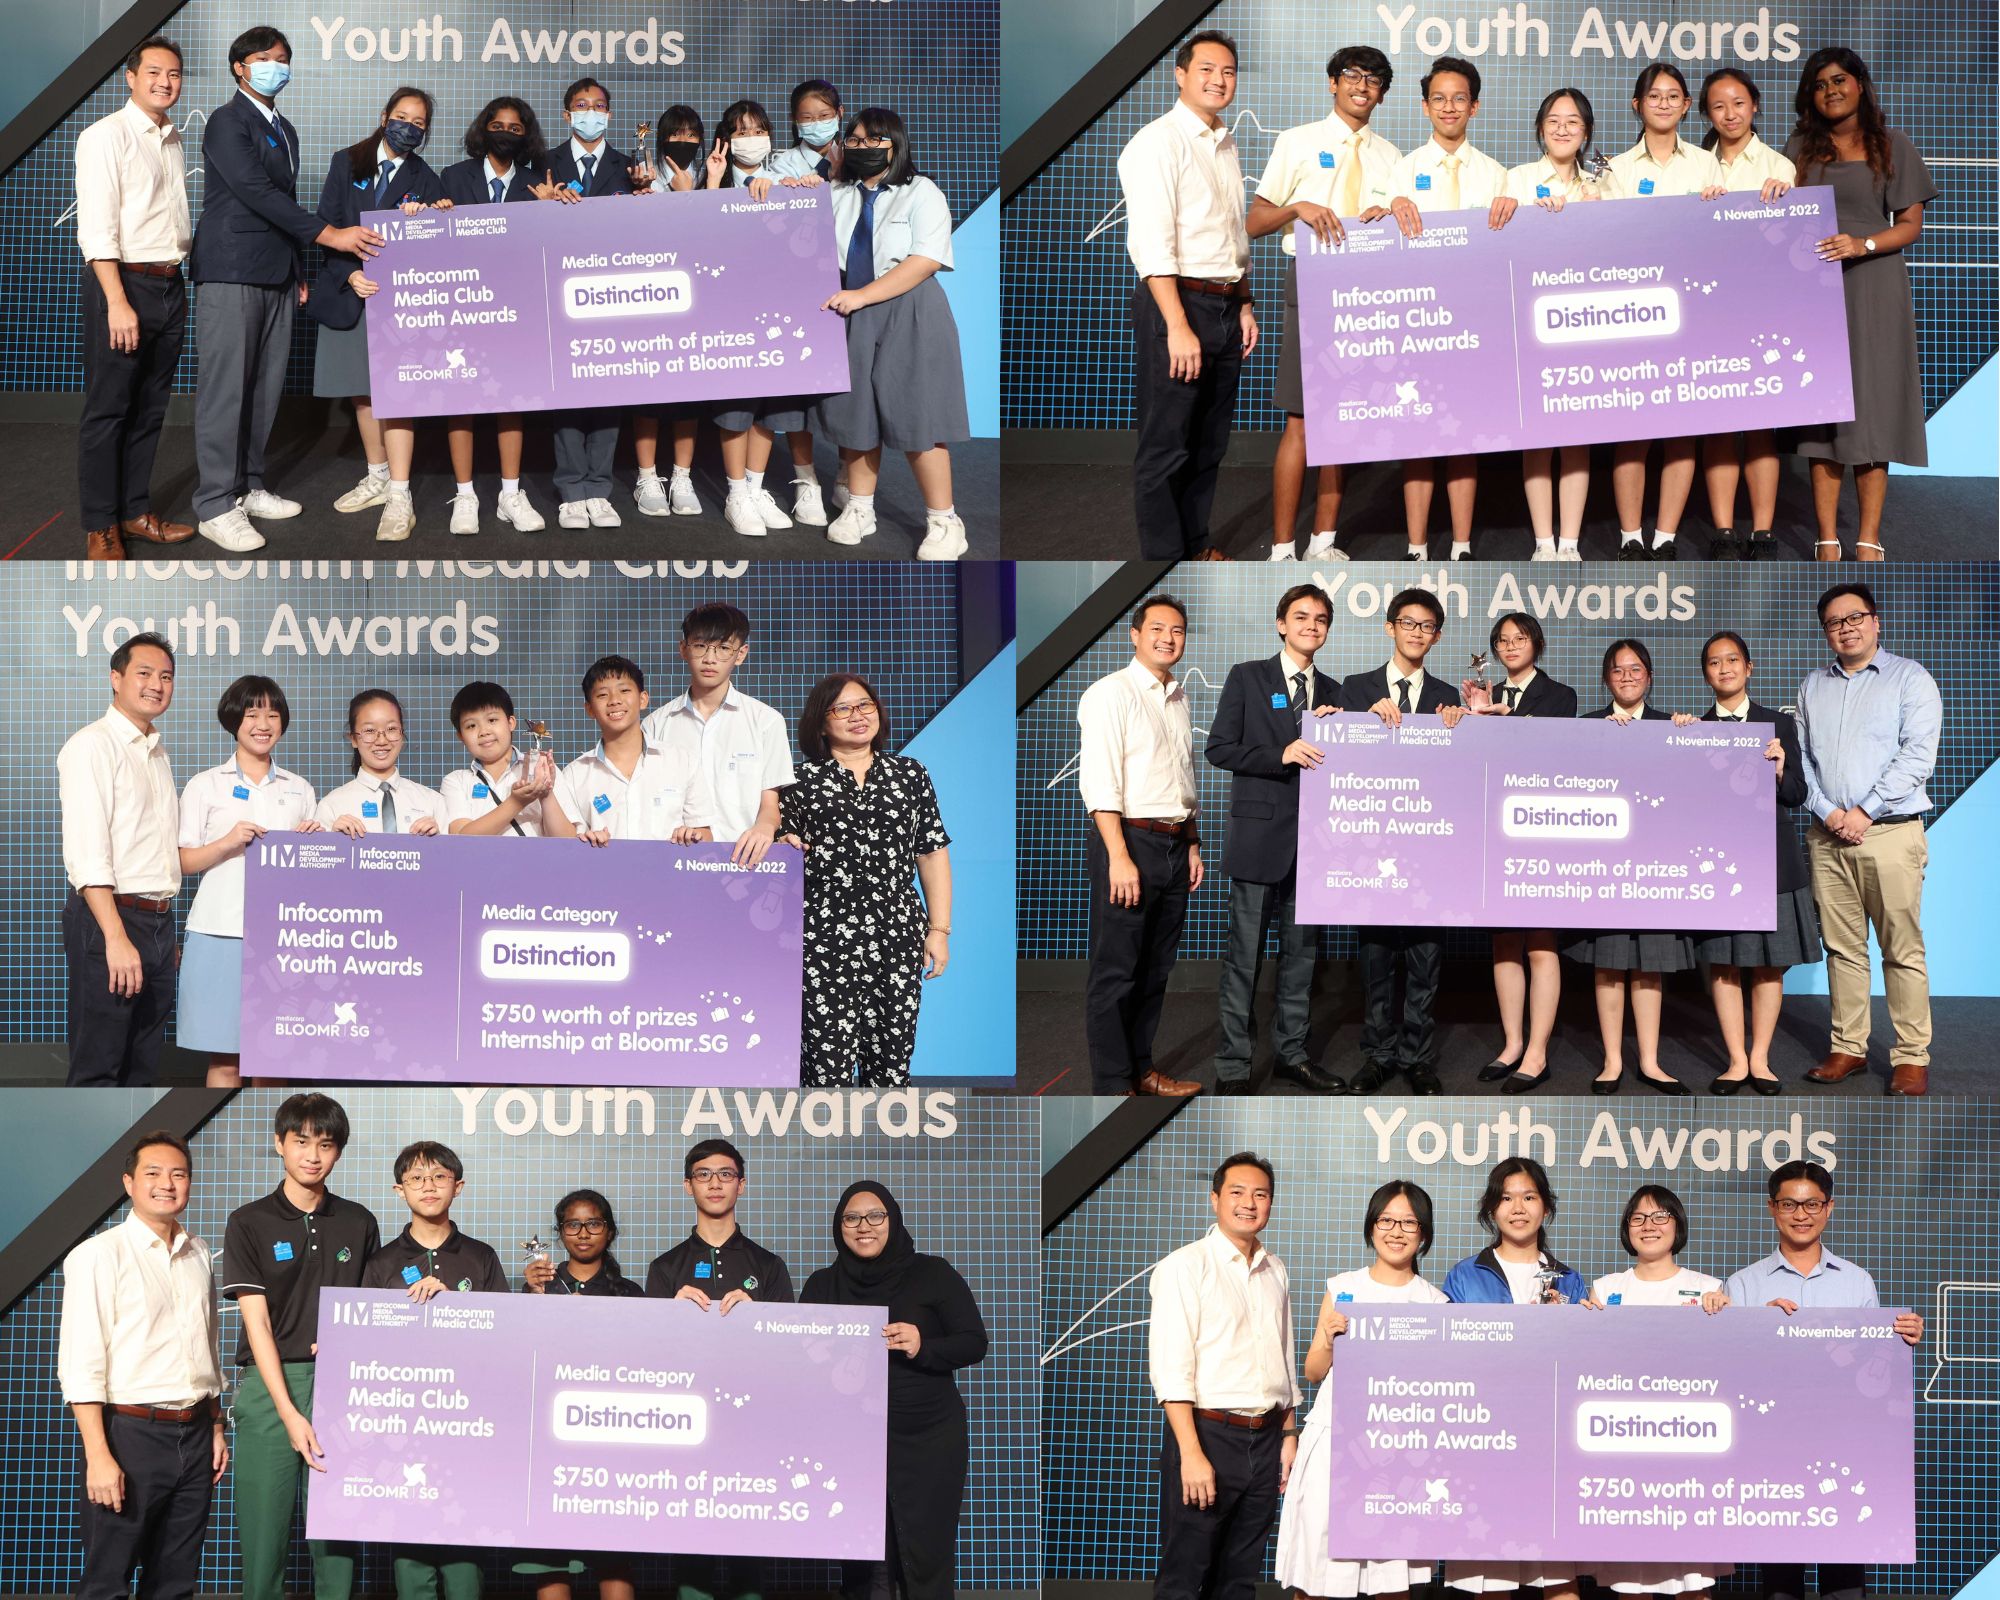 Youth Awards
4 November 2022
INFOCOMM
MEDIA
DEVELOPMENT
AUTHORITY
Infocomm
Media Club
Infocomm
Media Club
Youth Awards
mediacorp
BLOOMR SG
Media Category
Distinction
$750 worth of prizes
Internship at Bloomr.SG
Youth Awards
4 November 2022
INFOCOMM
MEDIA
DEVELOPMENT
AUTHORITY
Infocomm
Media Club
Infocomm
Media Club
Youth Awards
mediacorp
BLOOMR SG
Media Category
Distinction
$750 worth of prizes
Internship at Bloomr.SG
Infocomm Media Club
Youth Awards
4 November 2022
INFOCOMM
MEDIA
DEVELOPMENT
AUTHORITY
Infocomm
Media Club
Infocomm
Media Club
Youth Awards
mediacorp
BLOOMR SG
Media Category
Distinction
$750 worth of prizes
Internship at Bloomr.SG
Youth Awards
4 November 2022
INFOCOMM
MEDIA
DEVELOPMENT
AUTHORITY
Infocomm
Media Club
Infocomm
Media Club
Youth Awards
mediacorp
BLOOMR SG
Media Category
Distinction
$750 worth of prizes
Internship at Bloomr.SG
Youth Awards
4 November 2022
INFOCOMM
MEDIA
DEVELOPMENT
AUTHORITY
Infocomm
Media Club
Infocomm
Media Club
Youth Awards
mediacorp
BLOOMR SG
Media Category
Distinction
$750 worth of prizes
Internship at Bloomr.SG
Youth Awards
4 November 2022
INFOCOMM
MEDIA
DEVELOPMENT
AUTHORITY
Infocomm
Media Club
Infocomm
Media Club
Youth Awards
mediacorp
BLOOMR SG
Media Category
Distinction
$750 worth of prizes
Internship at Bloomr.SG